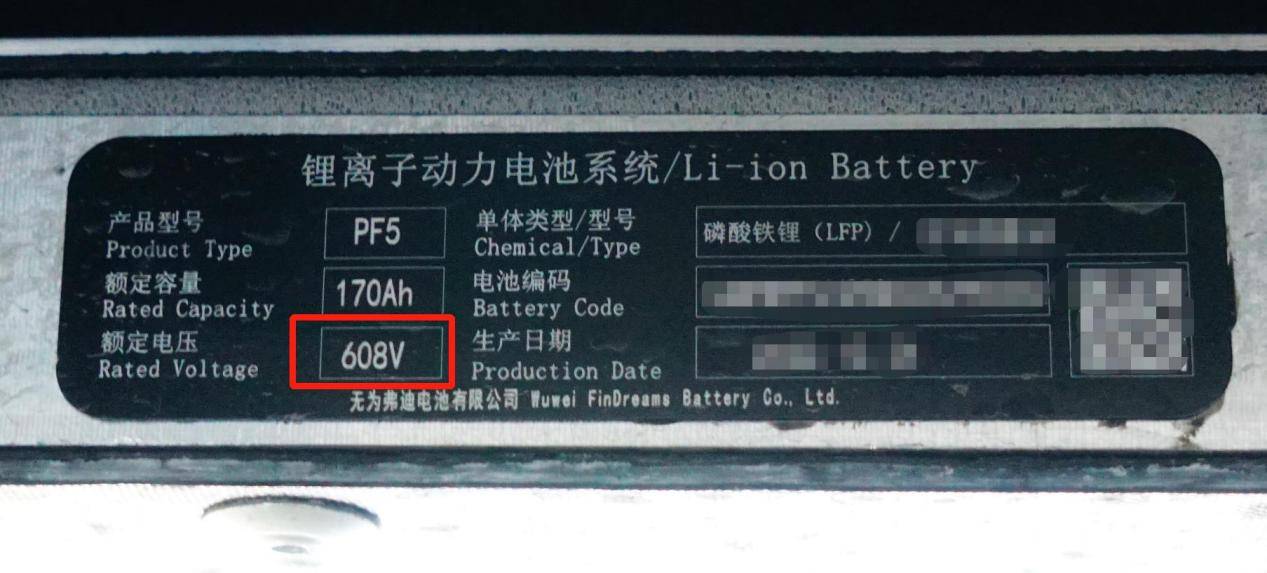 锂离子动力电池系统/Li-ion Battery
产品型号 PF5 单体类型/型号 磷酸铁锂（LFP）/
Product Type Chemical/Type
额定容量 170Ah 电池编码
Rated Capacity Battery Code
额定电压 608V 生产日期
Rated Voltage Production Date
无为弗迪电池有限公司 Wuwei FinDreams Battery Co., Ltd.